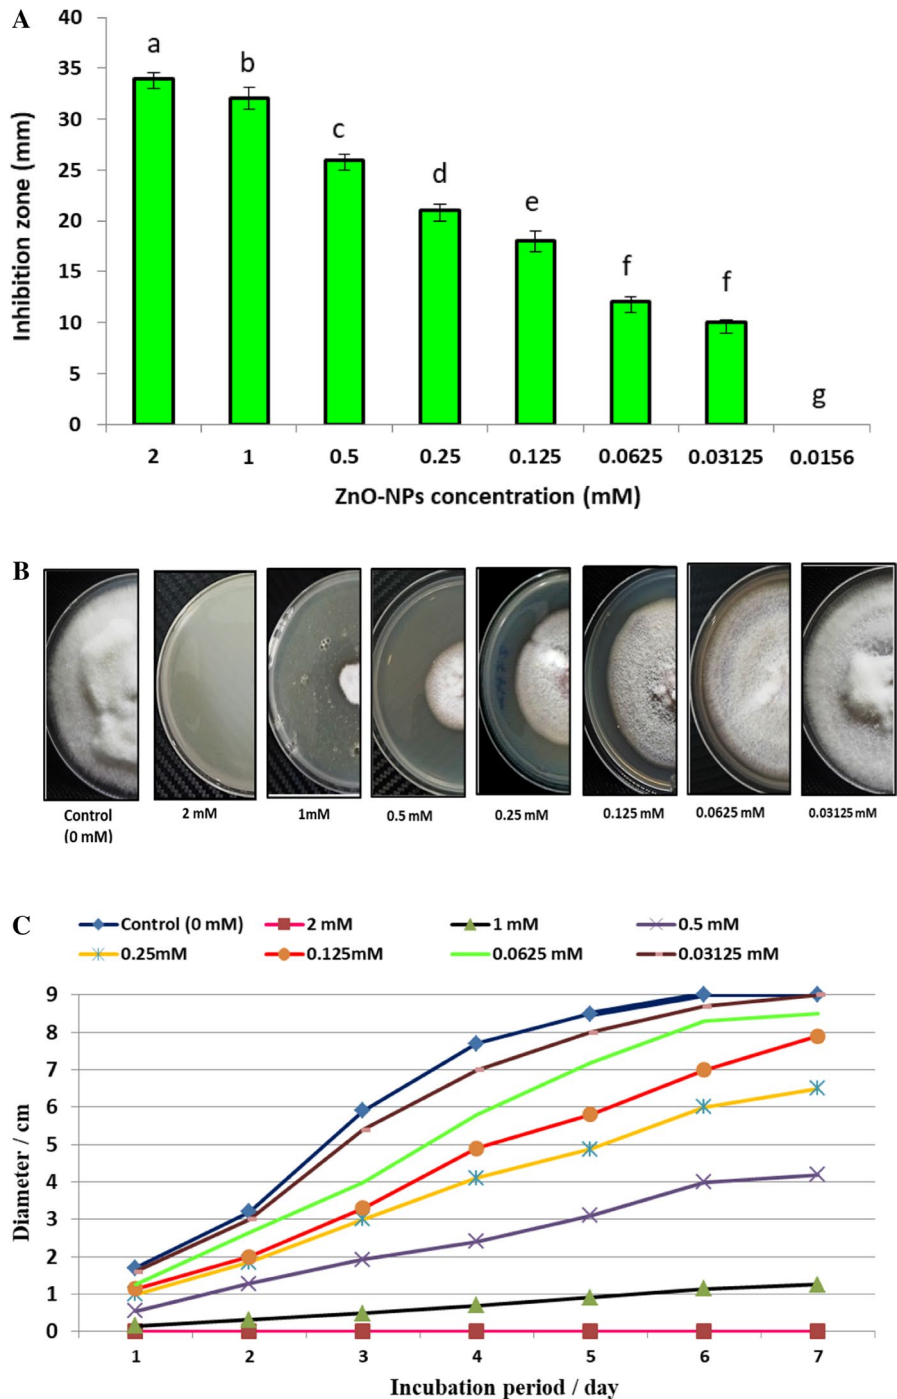 A
40
35
30
25
20
15
10
5
0
Inhibition zone (mm)
a
b
c
d
e
f
f
g
2 1 0.5 0.25 0.125 0.0625 0.03125 0.0156
ZnO-NPs concentration (mM)
B
Control
(0 mM)
2 mM
1mM
0.5 mM
0.25 mM
0.125 mM
0.0625 mM
0.03125 mM
C
Control (0 mM) 2 mM 1 mM 0.5 mM
0.25mM 0.125mM 0.0625 mM 0.03125 mM
9
8
7
6
5
4
3
2
1
0
Diameter / cm
1 2 3 4 5 6 7
Incubation period / day